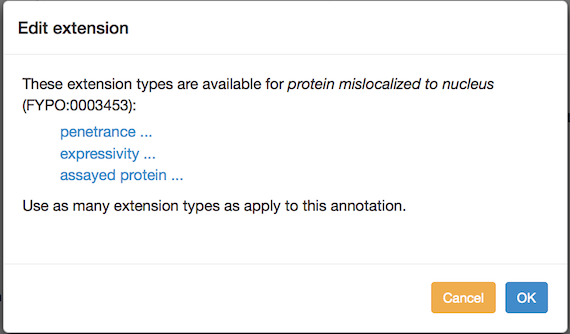 Edit extension
These extension types are available for protein mislocalized to nucleus
(FYPO:0003453):
penetrance ...
expressivity ...
assayed protein ...
Use as many extension types as apply to this annotation.
Cancel OK